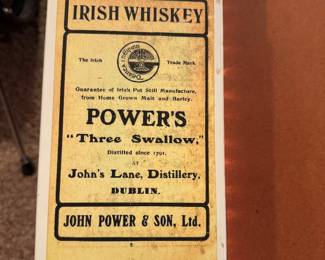 IRISH WHISKEY
The Irish
Trade Mark.
Guarantee of Irish Pot Still Manufacture,
from Home Grown Malt and Barley.
POWER'S
"Three Swallow,"
Distilled since 1791,
AT
John's Lane, Distillery,
DUBLIN.
JOHN POWER & SON, Ltd.